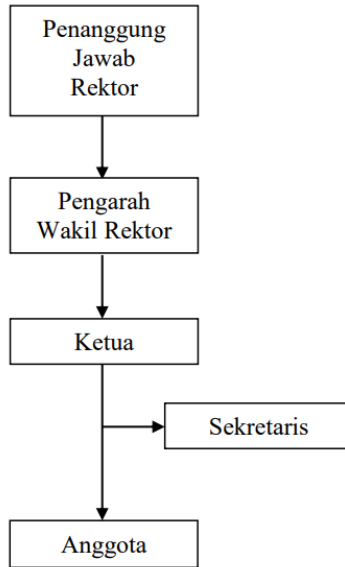 Penanggung
Jawab
Rektor
Pengarah
Wakil Rektor
Ketua
Sekretaris
Anggota